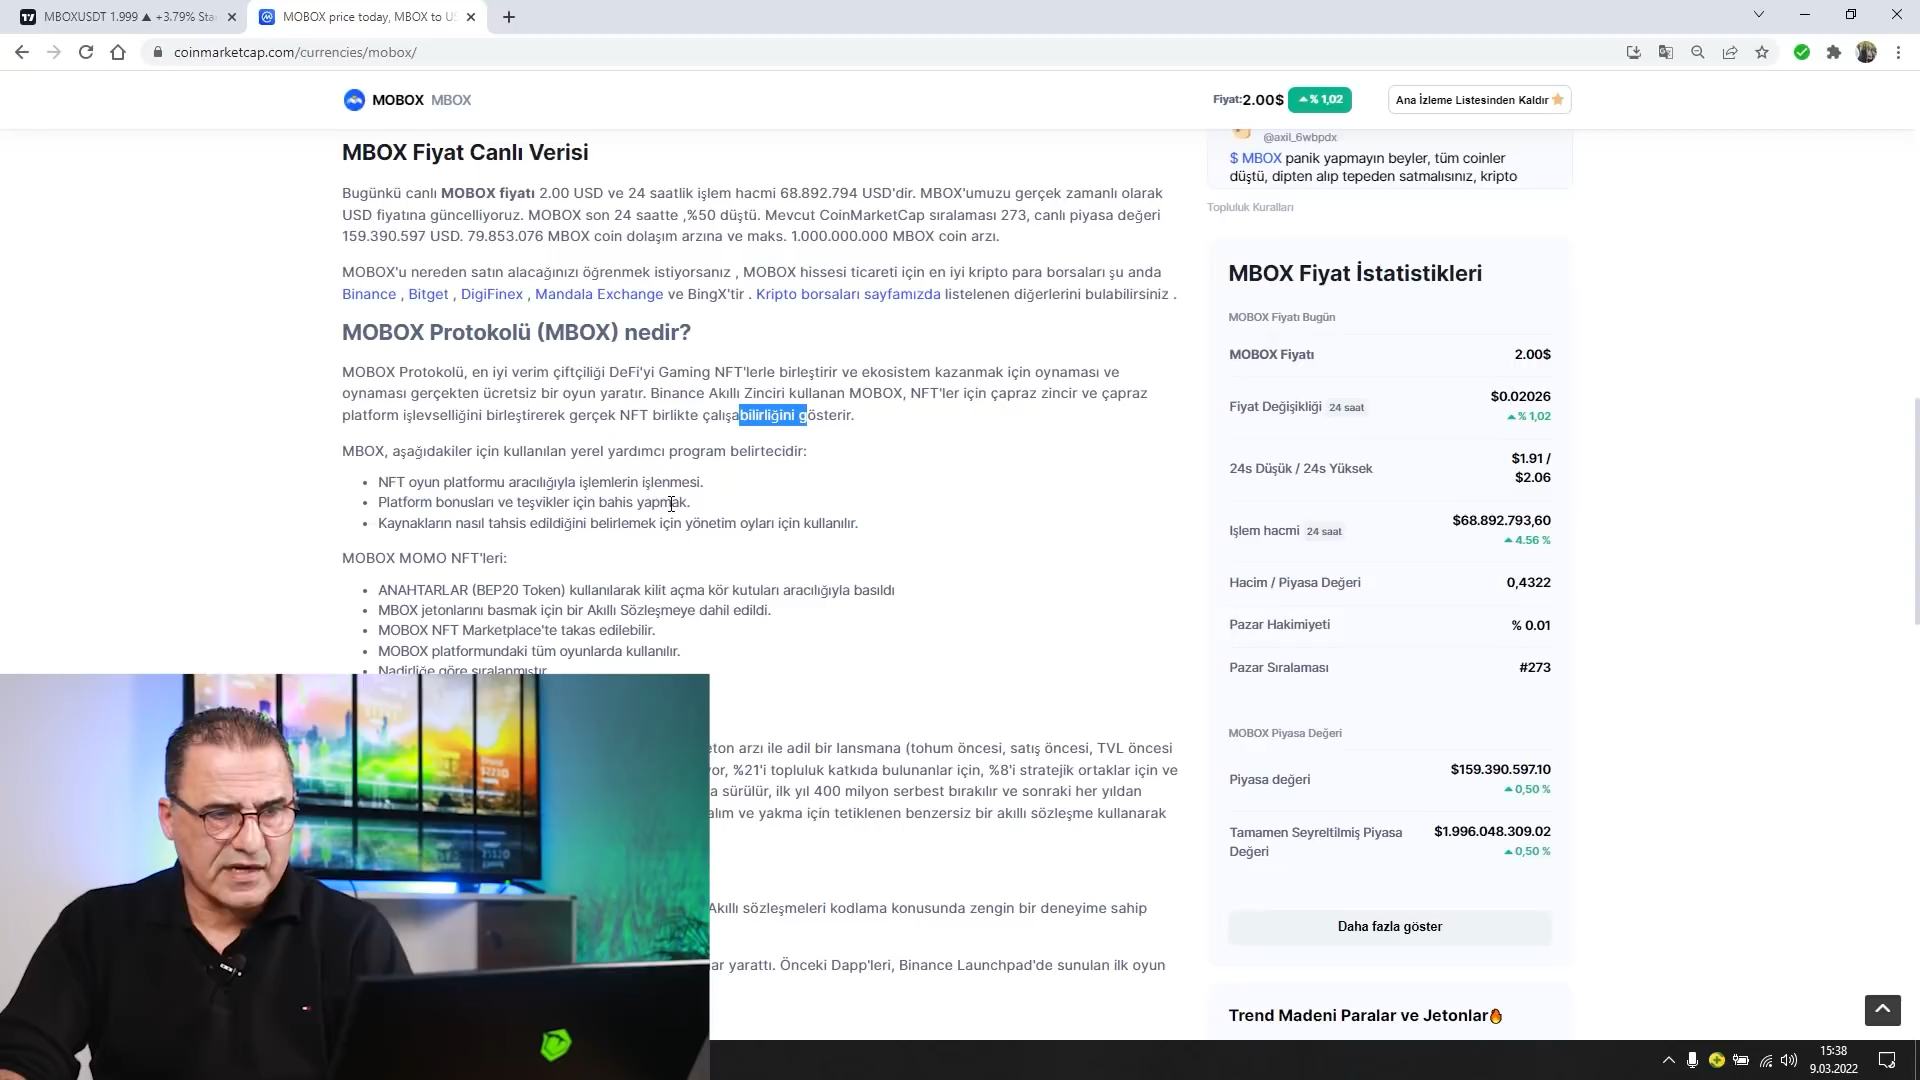 MBOXUSDT 1.999 ▲ +3.79% Sta
MOBOX price today, MBOX to US
coinmarketcap.com/currencies/mobox/
MOBOX MBOX
Fiyat:2.00$ % 1,02
Ana İzleme Listesinden Kaldır
MBOX Fiyat Canlı Verisi
Bugünkü canlı MOBOX fiyatı 2.00 USD ve 24 saatlik işlem hacmi 68.892.794 USD'dir. MBOX'umuzu gerçek zamanlı olarak
USD fiyatına güncelliyoruz. MOBOX son 24 saatte ,%50 düştü. Mevcut CoinMarketCap sıralaması 273, canlı piyasa değeri
159.390.597 USD. 79.853.076 MBOX coin dolaşım arzına ve maks. 1.000.000.000 MBOX coin arzı.
MOBOX'u nereden satın alacağınızı öğrenmek istiyorsanız , MOBOX hissesi ticareti için en iyi kripto para borsaları şu anda
Binance , Bitget , DigiFinex , Mandala Exchange ve BingX'tir . Kripto borsaları sayfamızda listelenen diğerlerini bulabilirsiniz .
MOBOX Protokolü (MBOX) nedir?
MOBOX Protokolü, en iyi verim çiftçiliği DeFi'yi Gaming NFT'lerle birleştirir ve ekosistem kazanmak için oynaması ve
oynaması gerçekten ücretsiz bir oyun yaratır. Binance Akıllı Zinciri kullanan MOBOX, NFT'ler için çapraz zincir ve çapraz
platform işlevselliğini birleştirerek gerçek NFT birlikte çalışabilirliğini gösterir.
MBOX, aşağıdakiler için kullanılan yerel yardımcı program belirtecidir:
• NFT oyun platformu aracılığıyla işlemlerin işlenmesi.
• Platform bonusları ve teşvikler için bahis yapmak.
• Kaynakların nasıl tahsis edildiğini belirlemek için yönetim oyları için kullanılır.
MOBOX MOMO NFT'leri:
• ANAHTARLAR (BEP20 Token) kullanılarak kilit açma kör kutuları aracılığıyla basıldı
• MBOX jetonlarını basmak için bir Akıllı Sözleşmeye dahil edildi.
• MOBOX NFT Marketplace'te takas edilebilir.
• MOBOX platformundaki tüm oyunlarda kullanılır.
• Nadirliğe göre sıralanmıştır
eton arzı ile adil bir lansmana (tohum öncesi, satış öncesi, TVL öncesi
yor, %21'i topluluk katkıda bulunanlar için, %8'i stratejik ortaklar için ve
a sürülür, ilk yıl 400 milyon serbest bırakılır ve sonraki her yıldan
alım ve yakma için tetiklenen benzersiz bir akıllı sözleşme kullanarak
Akıllı sözleşmeleri kodlama konusunda zengin bir deneyime sahip
ar yarattı. Önceki Dapp'leri, Binance Launchpad'de sunulan ilk oyun
@axil_6wbpdx
$ MBOX panik yapmayın beyler, tüm coinler
düştü, dipten alıp tepeden satmalısınız, kripto
Topluluk Kuralları
MBOX Fiyat İstatistikleri
MOBOX Fiyatı Bugün
MOBOX Fiyatı 2.00$
Fiyat Değişikliği 24 saat $0.02026
% 1,02
24s Düşük / 24s Yüksek $1.91 /
$2.06
İşlem hacmi 24 saat $68.892.793,60
4.56 %
Hacim / Piyasa Değeri 0,4322
Pazar Hakimiyeti % 0.01
Pazar Sıralaması #273
MOBOX Piyasa Değeri
Piyasa değeri $159.390.597.10
0,50 %
Tamamen Seyreltilmiş Piyasa
Değeri $1.996.048.309.02
0,50 %
Daha fazla göster
Trend Madeni Paralar ve Jetonlar
15:38
9.03.2022